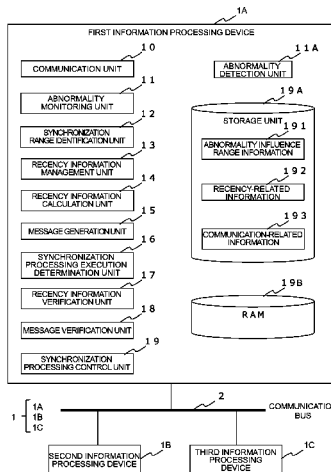 1A
FIRST INFORMATION PROCESSING DEVICE
10
COMMUNICATION UNIT
11
ABNORMALITY
MONITORING UNIT
12
SYNCHRONIZATION
RANGE IDENTIFICATION UNIT
13
RECENCY INFORMATION
MANAGEMENT UNIT
14
RECENCY INFORMATION
CALCULATION UNIT
15
MESSAGE GENERATION UNIT
16
SYNCHRONIZATION
PROCESSING EXECUTION
DETERMINATION UNIT
17
RECENCY INFORMATION
VERIFICATION UNIT
18
MESSAGE VERIFICATION UNIT
19
SYNCHRONIZATION
PROCESSING CONTROL UNIT
11A
ABNORMALITY
DETECTION UNIT
19A
STORAGE UNIT
191
ABNORMALITY INFLUENCE
RANGE INFORMATION
192
RECENCY-RELATED
INFORMATION
193
COMMUNICATION-RELATED
INFORMATION
19B
RAM
2
COMMUNICATION
BUS
1
1A
1B
1C
1B
SECOND INFORMATION
PROCESSING DEVICE
1C
THIRD INFORMATION
PROCESSING DEVICE